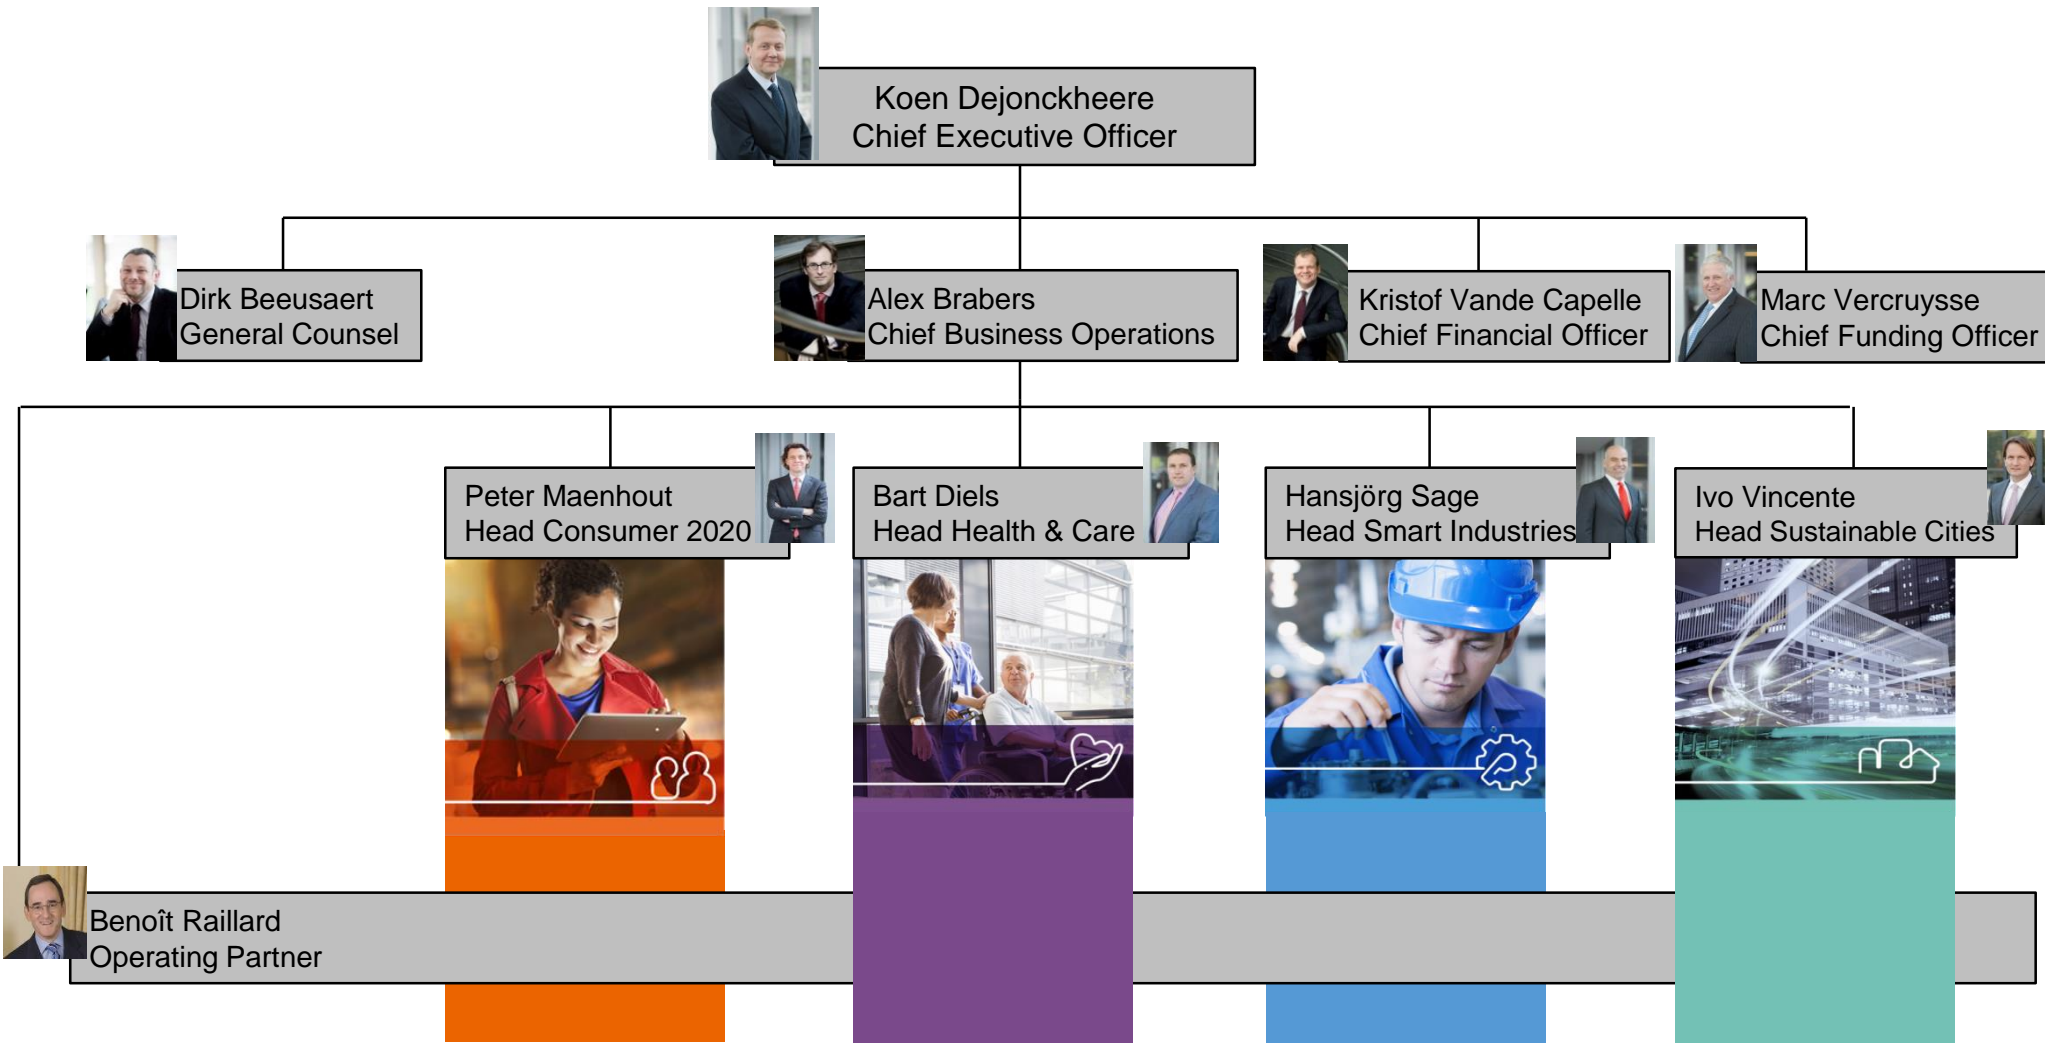 Koen Dejonckheere
Chief Executive Officer
Dirk Beeusaert
General Counsel
Alex Brabers
Chief Business Operations
Kristof Vande Capelle
Chief Financial Officer
Marc Vercruysse
Chief Funding Officer
Peter Maenhout
Head Consumer 2020
Bart Diels
Head Health & Care
Hansjörg Sage
Head Smart Industries
Ivo Vincente
Head Sustainable Cities
Benoît Raillard
Operating Partner